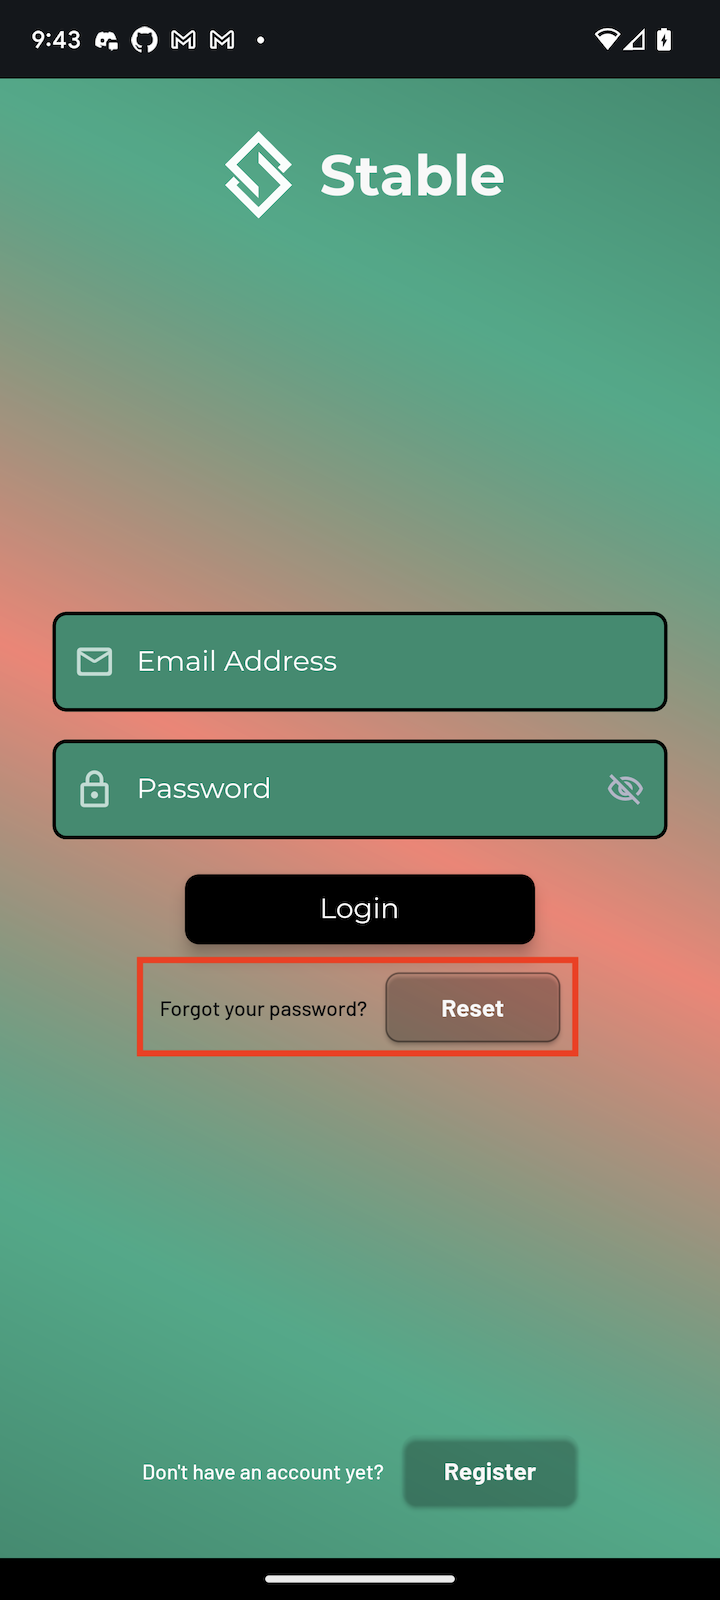 9:43
Stable
Email Address
Password
Login
Forgot your password? Reset
Don't have an account yet? Register